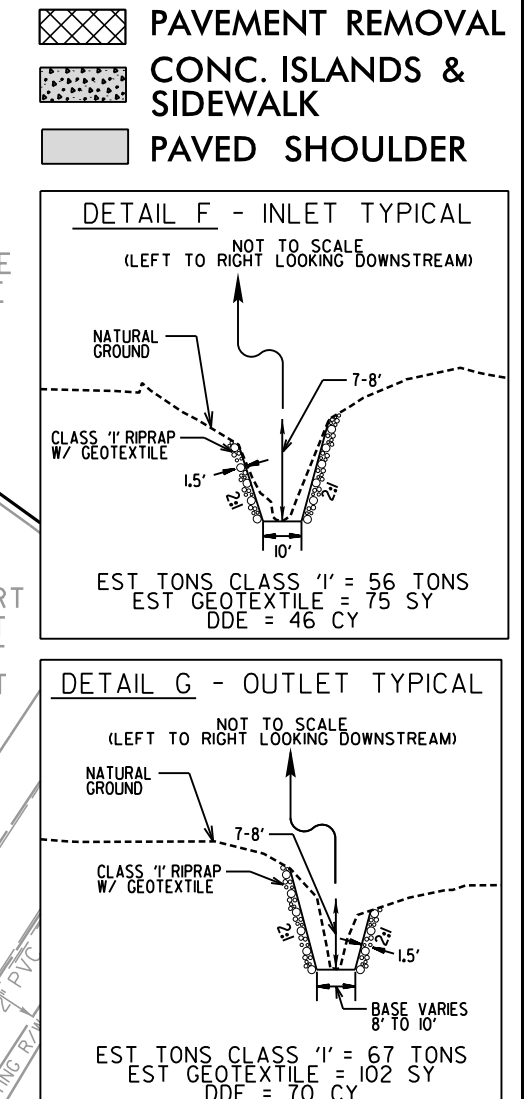 PAVEMENT REMOVAL
CONC. ISLANDS &
SIDEWALK
PAVED SHOULDER
DETAIL F - INLET TYPICAL
NOT TO SCALE
(LEFT TO RIGHT LOOKING DOWNSTREAM)
NATURAL
GROUND
7-8'
CLASS 'I' RIPRAP
W/ GEOTEXTILE
1.5'
2:1
2:1
10'
EST TONS CLASS 'I' = 56 TONS
EST GEOTEXTILE = 75 SY
DDE = 46 CY
DETAIL G - OUTLET TYPICAL
NOT TO SCALE
(LEFT TO RIGHT LOOKING DOWNSTREAM)
NATURAL
GROUND
7-8'
CLASS 'I' RIPRAP
W/ GEOTEXTILE
2:1
2:1
1.5'
BASE VARIES
8' TO 10'
EST TONS CLASS 'I' = 67 TONS
EST GEOTEXTILE = 102 SY
DDE = 70 CY
PVC
R/W